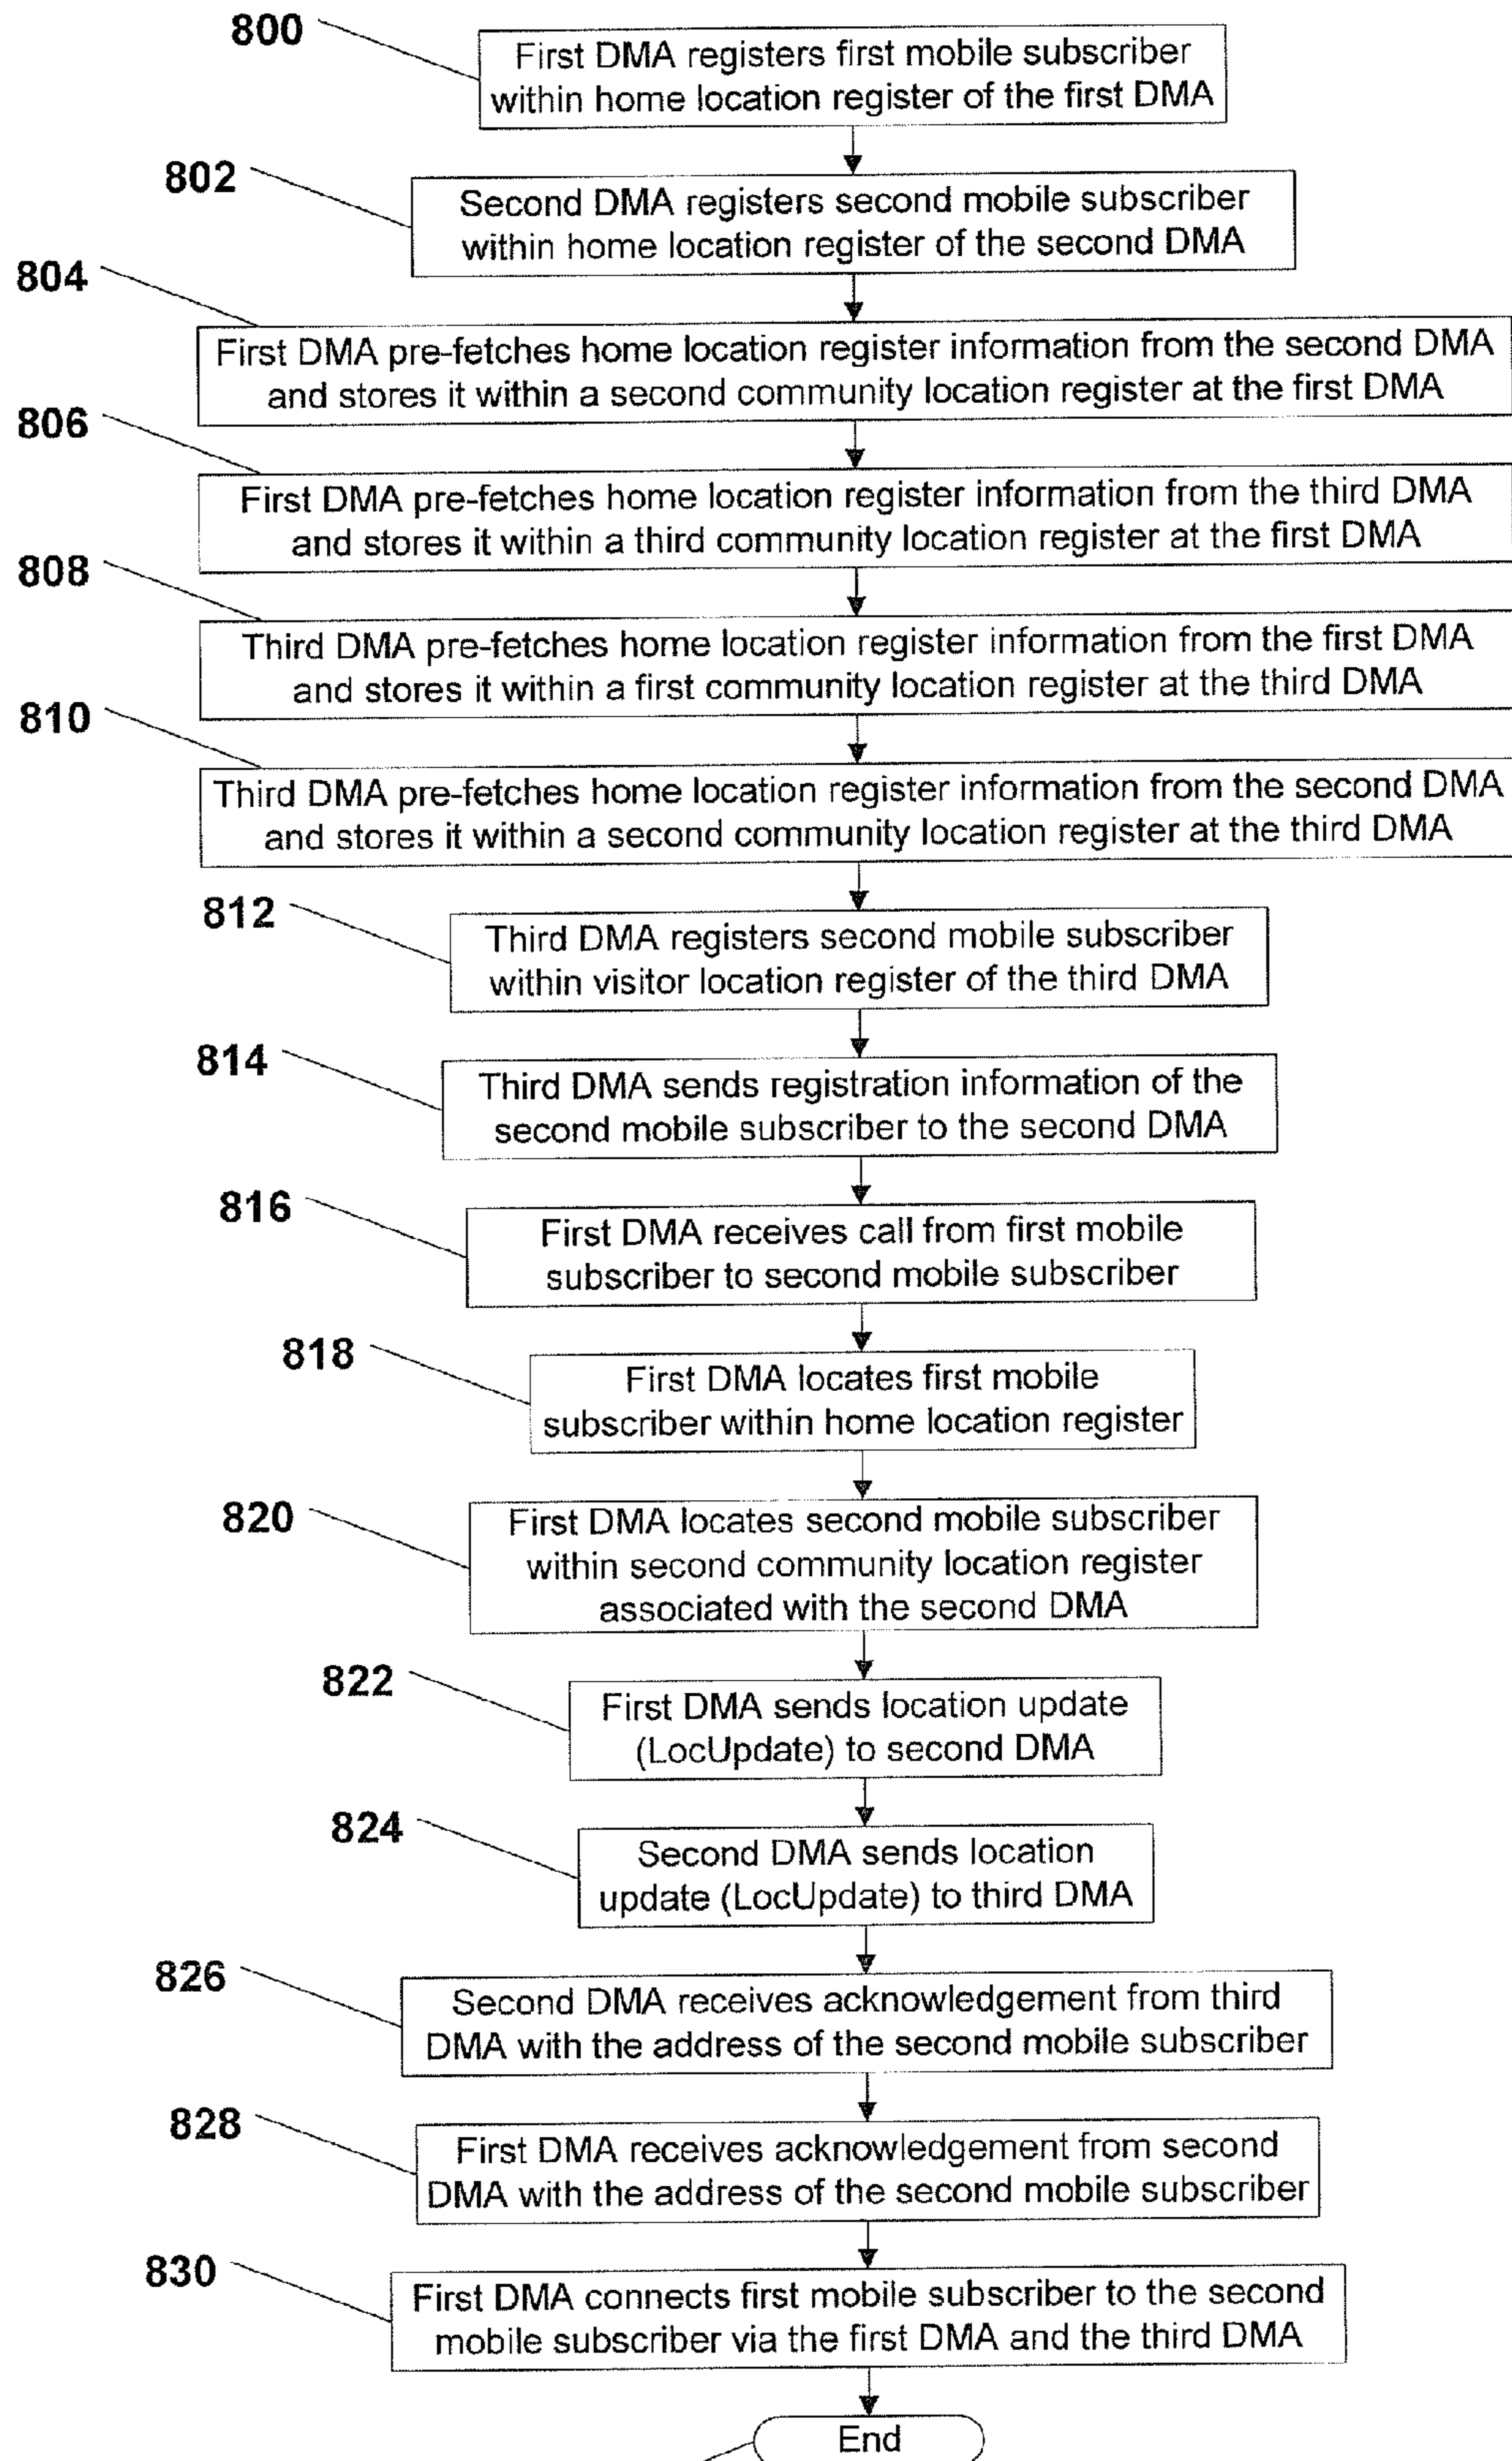 800
First DMA registers first mobile subscriber
within home location register of the first DMA
802
Second DMA registers second mobile subscriber
within home location register of the second DMA
804
First DMA pre-fetches home location register information from the second DMA
and stores it within a second community location register at the first DMA
806
First DMA pre-fetches home location register information from the third DMA
and stores it within a third community location register at the first DMA
808
Third DMA pre-fetches home location register information from the first DMA
and stores it within a first community location register at the third DMA
810
Third DMA pre-fetches home location register information from the second DMA
and stores it within a second community location register at the third DMA
812
Third DMA registers second mobile subscriber
within visitor location register of the third DMA
814
Third DMA sends registration information of the
second mobile subscriber to the second DMA
816
First DMA receives call from first mobile
subscriber to second mobile subscriber
818
First DMA locates first mobile
subscriber within home location register
820
First DMA locates second mobile subscriber
within second community location register
associated with the second DMA
822
First DMA sends location update
(LocUpdate) to second DMA
824
Second DMA sends location
update (LocUpdate) to third DMA
826
Second DMA receives acknowledgement from third
DMA with the address of the second mobile subscriber
828
First DMA receives acknowledgement from second
DMA with the address of the second mobile subscriber
830
First DMA connects first mobile subscriber to the second
mobile subscriber via the first DMA and the third DMA
End